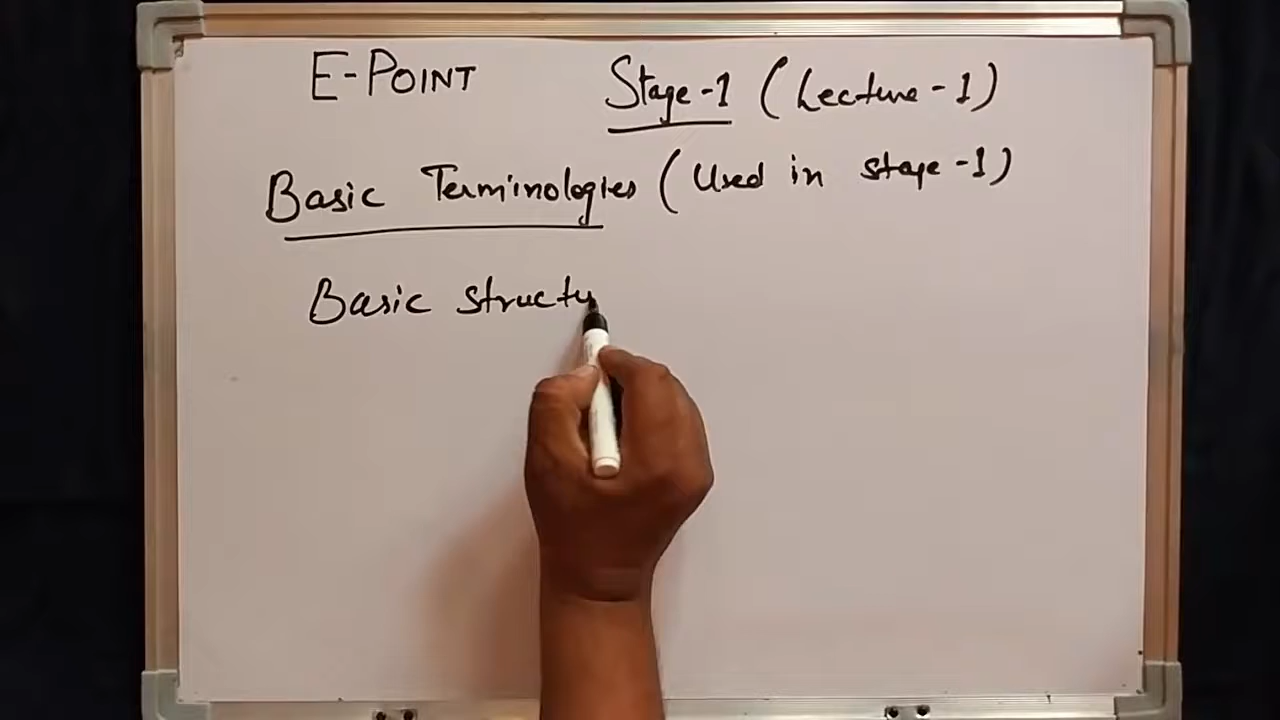 E-POINT Stage-1 (Lecture-1)
Basic Terminologies (Used in stage-1)
Basic structu